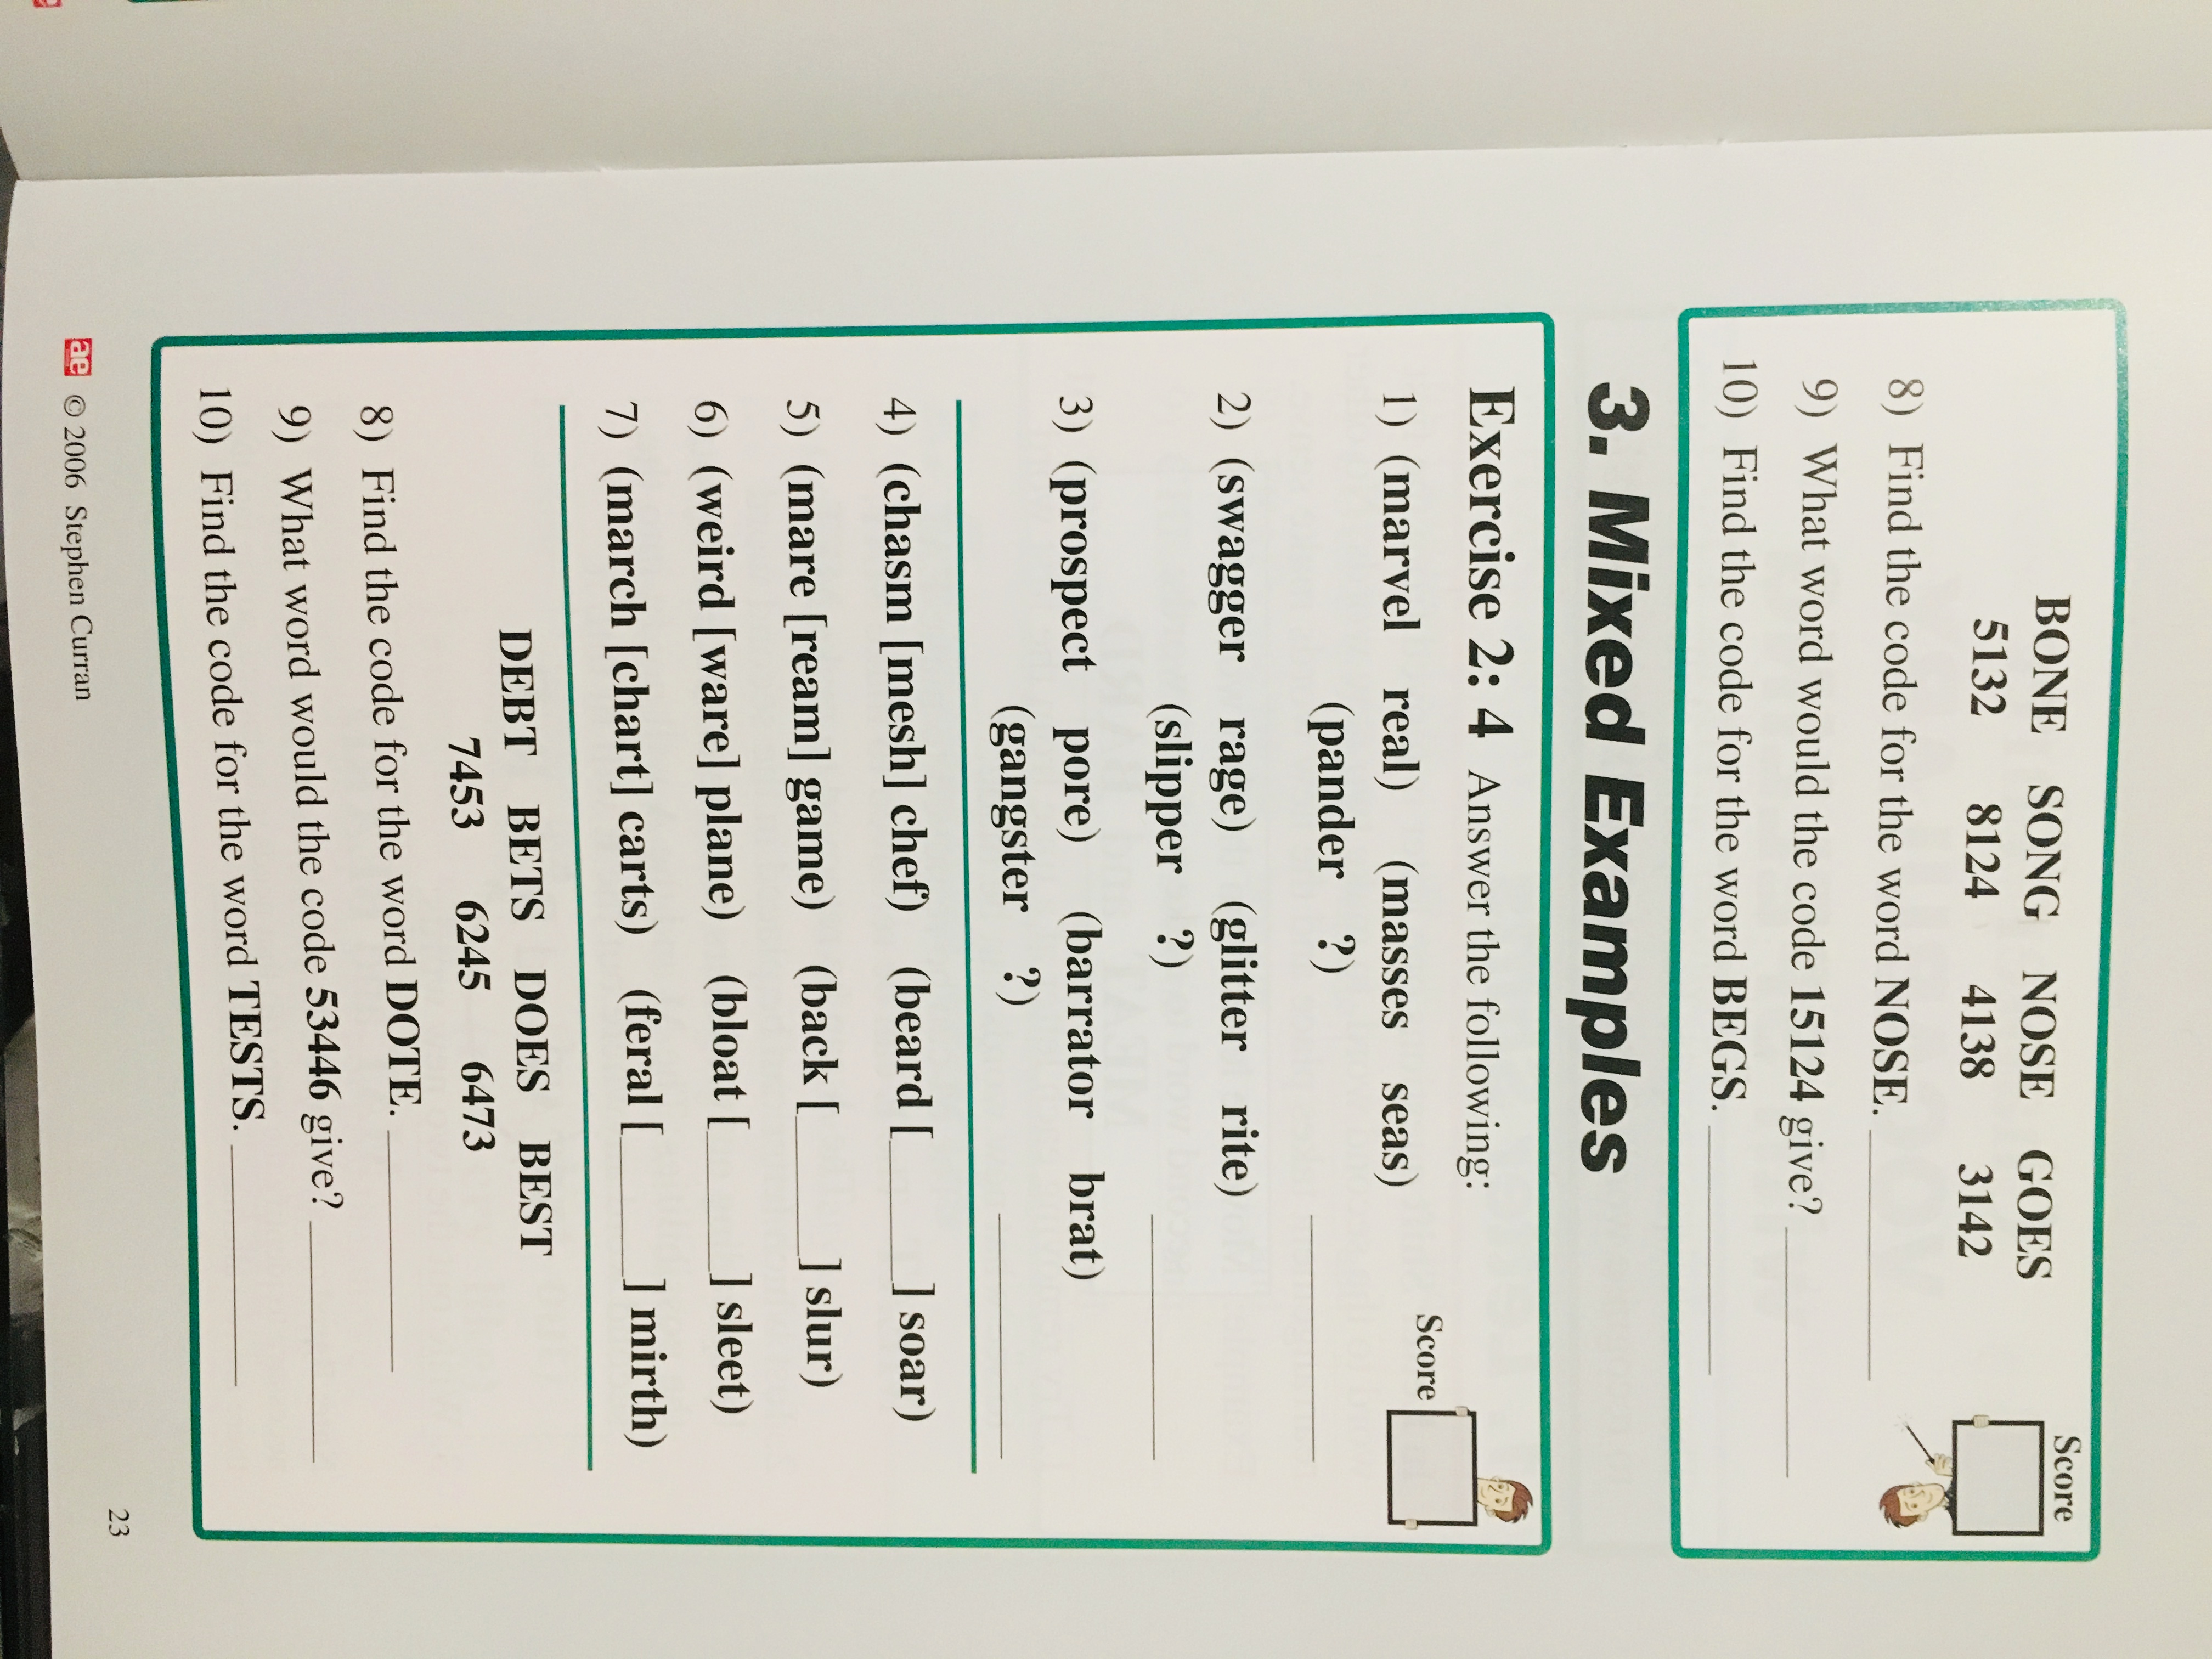 BONE SONG NOSE GOES
5132 8124 4138 3142
Score
8) Find the code for the word NOSE.
9) What word would the code 15124 give?
10) Find the code for the word BEGS.
3. Mixed Examples
Exercise 2: 4 Answer the following:
Score
1) (marvel real) (masses seas)
(pander ?)
2) (swagger rage) (glitter rite)
(slipper ?)
3) (prospect pore) (barrator brat)
(gangster ?)
4) (chasm [mesh] chef) (beard [______] soar)
5) (mare [ream] game) (back [______] slur)
6) (weird [ware] plane) (bloat [______] sleet)
7) (march [chart] carts) (feral [______] mirth)
DEBT BETS DOES BEST
7453 6245 6473
8) Find the code for the word DOTE.
9) What word would the code 53446 give?
10) Find the code for the word TESTS.
ae © 2006 Stephen Curran
23